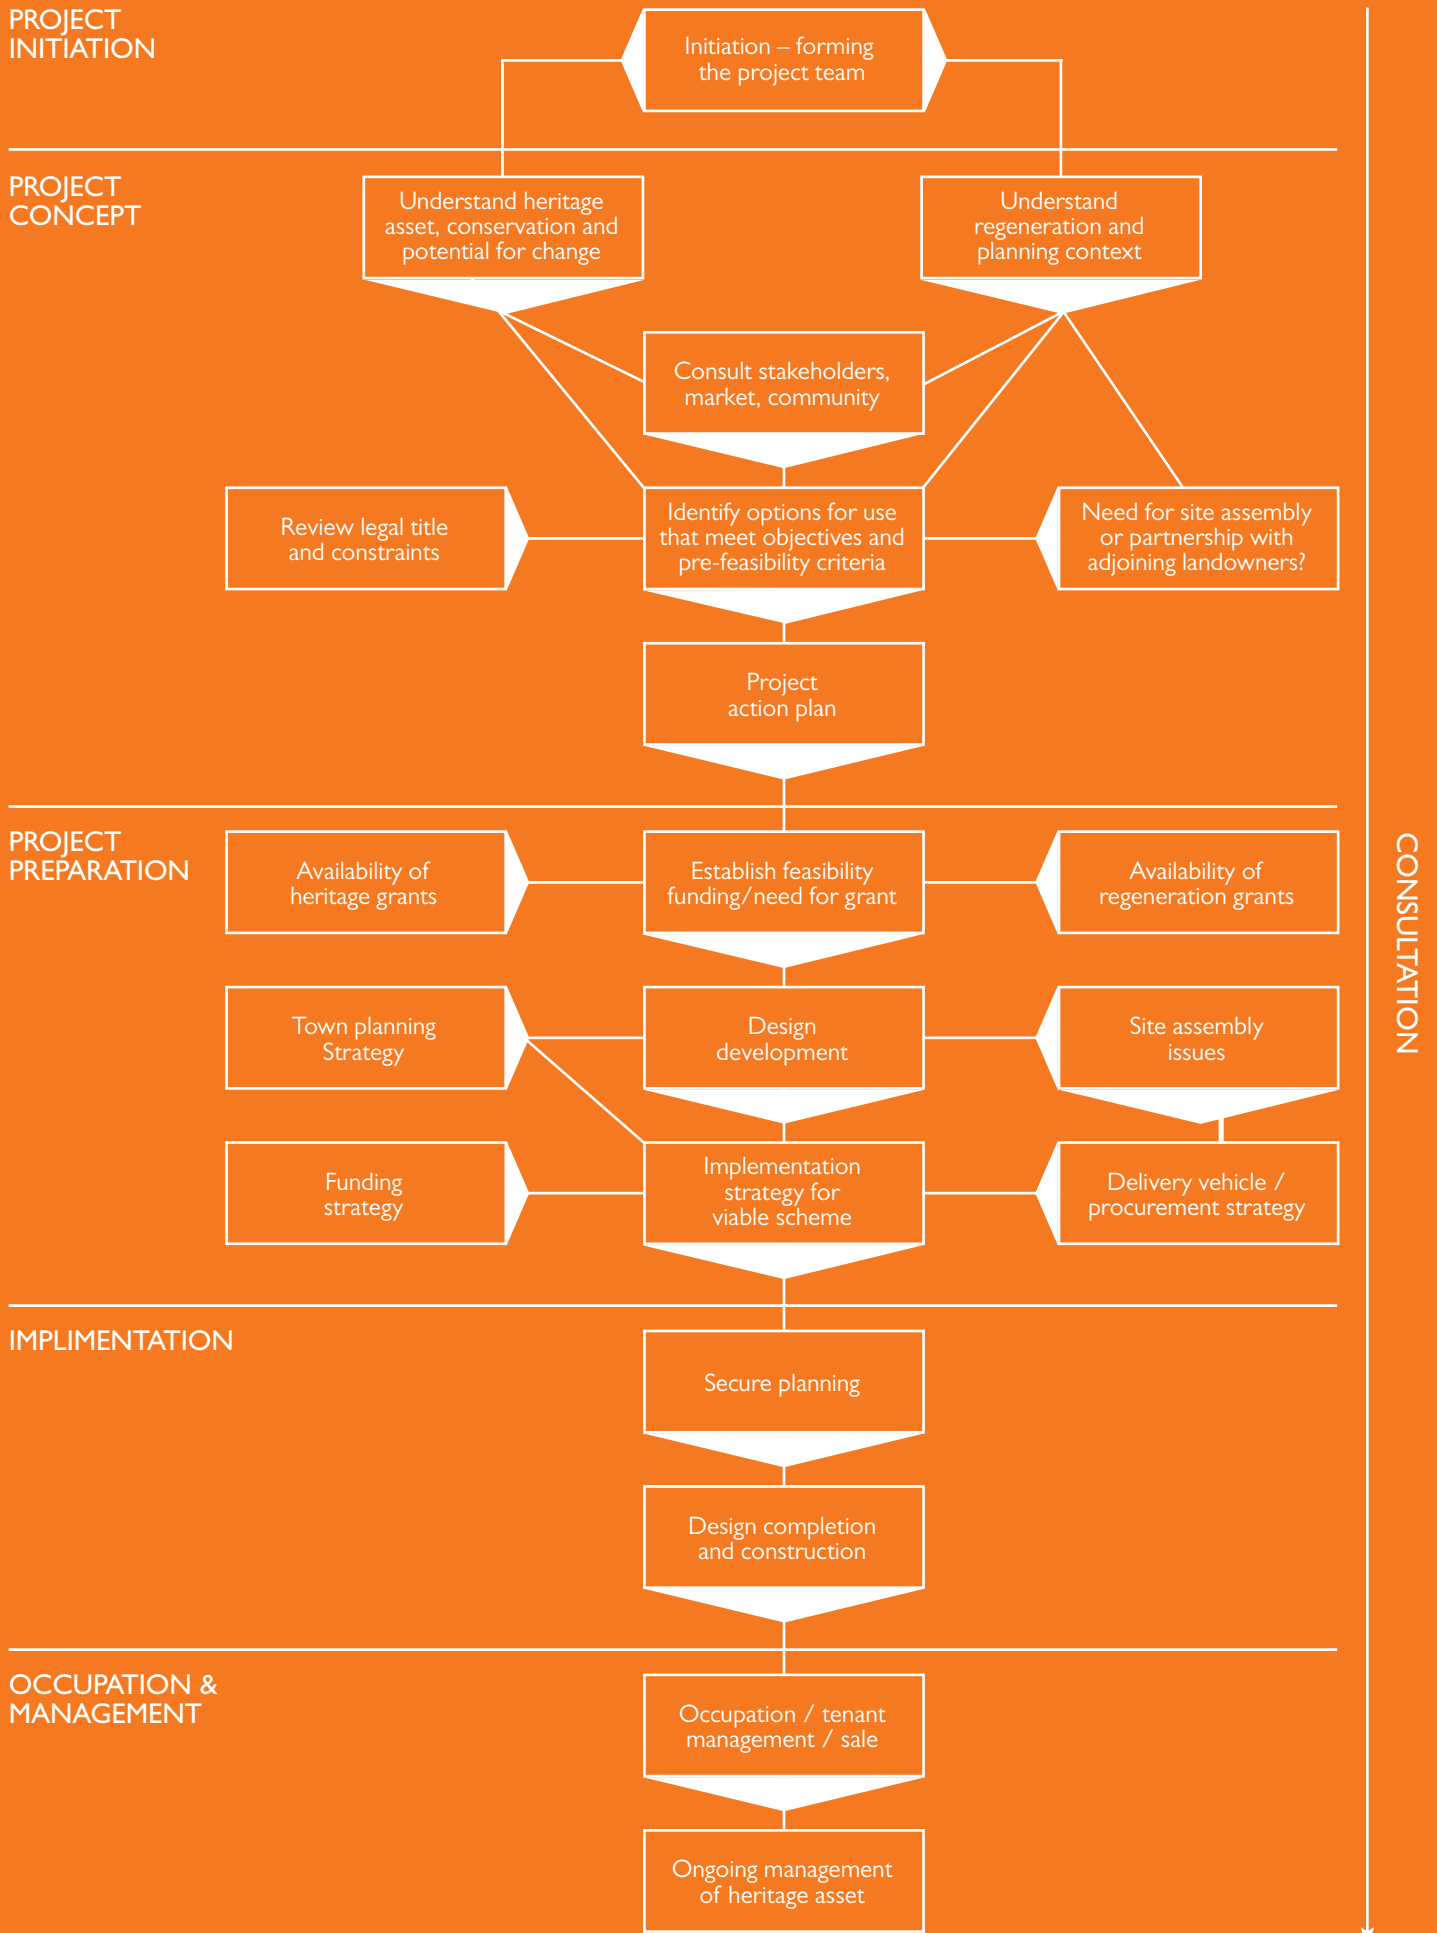 PROJECT
INITIATION
Initiation – forming
the project team
PROJECT
CONCEPT
Understand heritage
asset, conservation and
potential for change
Understand
regeneration and
planning context
Consult stakeholders,
market, community
Review legal title
and constraints
Identify options for use
that meet objectives and
pre-feasibility criteria
Need for site assembly
or partnership with
adjoining landowners?
Project
action plan
PROJECT
PREPARATION
Availability of
heritage grants
Establish feasibility
funding/need for grant
Availability of
regeneration grants
Town planning
Strategy
Design
development
Site assembly
issues
Funding
strategy
Implementation
strategy for
viable scheme
Delivery vehicle /
procurement strategy
IMPLIMENTATION
Secure planning
Design completion
and construction
OCCUPATION &
MANAGEMENT
Occupation / tenant
management / sale
Ongoing management
of heritage asset
CONSULTATION